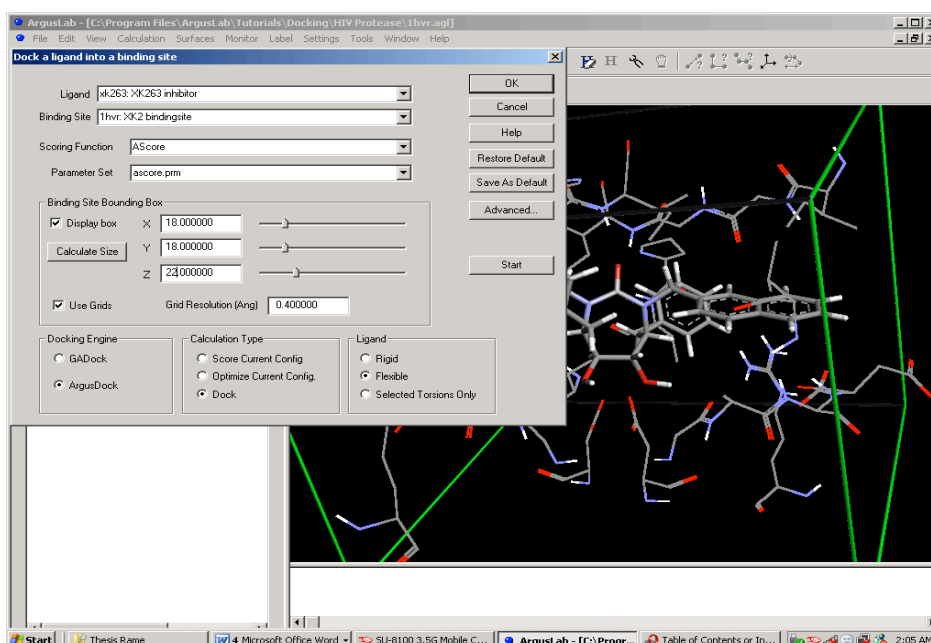 ArgusLab - [C:\Program Files\ArgusLab\Tutorials\Docking\HIV Protease\1hvr.agl]
File Edit View Calculation Surfaces Monitor Label Settings Tools Window Help
Dock a ligand into a binding site
Ligand xk263: XK263 inhibitor
OK
Binding Site 1hvr: XK2 bindingsite
Cancel
Help
Scoring Function AScore
Restore Default
Parameter Set ascore.prm
Save As Default
Binding Site Bounding Box
Advanced...
Display box X 18.000000
Calculate Size Y 18.000000
Z 22.000000
Start
Use Grids Grid Resolution (Ang) 0.400000
Docking Engine Calculation Type Ligand
GADock Score Current Config Rigid
Optimize Current Config. Flexible
ArgusDock Dock Selected Torsions Only
H
Start Thesis Rame 4 Microsoft Office Word SU-8100 3.5G Mobile C... ArgusLab - [C:\Progr... Table of Contents or In... 2:05 AM